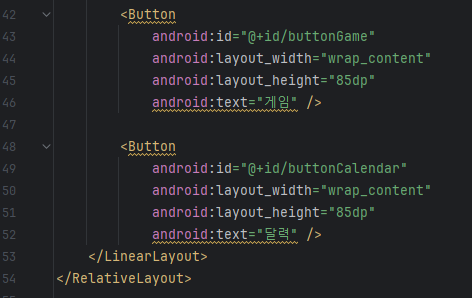 42 <Button
43 android:id="@+id/buttonGame"
44 android:layout_width="wrap_content"
45 android:layout_height="85dp"
46 android:text="게임" />
47
48 <Button
49 android:id="@+id/buttonCalendar"
50 android:layout_width="wrap_content"
51 android:layout_height="85dp"
52 android:text="달력" />
53 </LinearLayout>
54 </RelativeLayout>